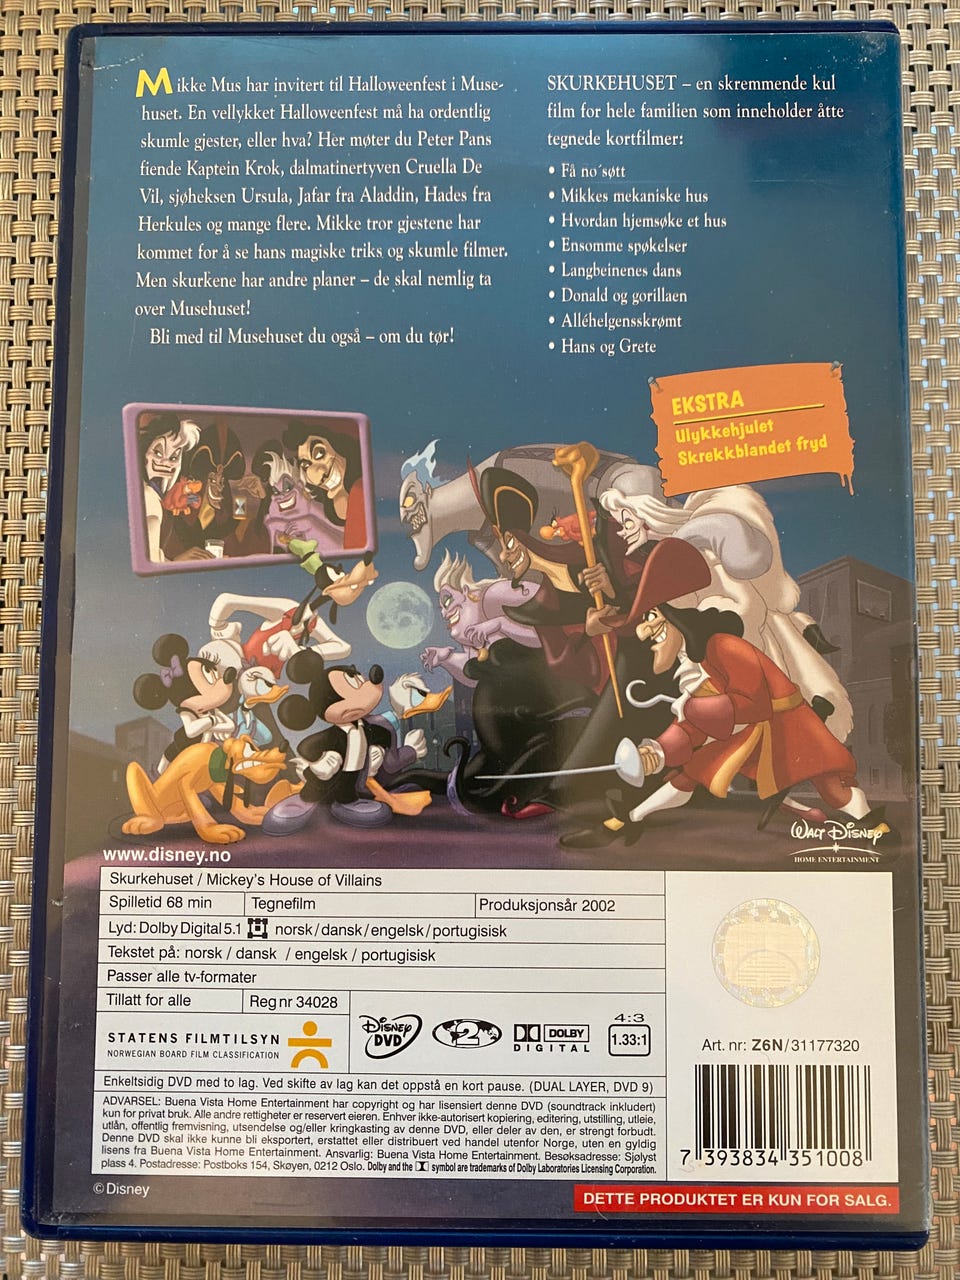 Mikke Mus har invitert til Halloweenfest i Muse-
huset. En vellykket Halloweenfest må ha ordentlig
skumle gjester, eller hva? Her møter du Peter Pans
fiende Kaptein Krok, dalmatinertyven Cruella De
Vil, sjøheksen Ursula, Jafar fra Aladdin, Hades fra
Herkules og mange flere. Mikke tror gjestene har
kommet for å se hans magiske triks og skumle filmer.
Men skurkene har andre planer – de skal nemlig ta
over Musehuset!
Bli med til Musehuset du også – om du tør!
SKURKEHUSET – en skremmende kul
film for hele familien som inneholder åtte
tegnede kortfilmer:
• Få no´søtt
• Mikkes mekaniske hus
• Hvordan hjemsøke et hus
• Ensomme spøkelser
• Langbeinenes dans
• Donald og gorillaen
• Alléhelgensskrømt
• Hans og Grete
EKSTRA
Ulykkehjulet
Skrekkblandet fryd
WALT DISNEY
HOME ENTERTAINMENT
www.disney.no
Skurkehuset / Mickey's House of Villains
Spilletid 68 min Tegnefilm Produksjonsår 2002
Lyd: Dolby Digital 5.1 norsk/dansk/engelsk/portugisisk
Tekstet på: norsk / dansk / engelsk / portugisisk
Passer alle tv-formater
Tillatt for alle Reg nr 34028
STATENS FILMTILSYN
NORWEGIAN BOARD FILM CLASSIFICATION
DISNEY
DVD
2
DOLBY
DIGITAL
4:3
1.33:1
Art. nr: Z6N/31177320
Enkeltsidig DVD med to lag. Ved skifte av lag kan det oppstå en kort pause. (DUAL LAYER, DVD 9)
ADVARSEL: Buena Vista Home Entertainment har copyright og har lisensiert denne DVD (soundtrack inkludert)
kun for privat bruk. Alle andre rettigheter er reservert eieren. Enhver ikke-autorisert kopiering, editering, utstilling, utleie,
utlån, offentlig fremvisning, utsendelse og/eller kringkasting av denne DVD, eller deler av den, er strengt forbudt.
Denne DVD skal ikke kunne bli eksportert, erstattet eller distribuert ved handel utenfor Norge, uten en gyldig
lisens fra Buena Vista Home Entertainment. Ansvarlig: Buena Vista Home Entertainment. Besøksadresse: Sjølyst
plass 4. Postadresse: Postboks 154, Skøyen, 0212 Oslo. Dolby and the symbol are trademarks of Dolby Laboratories Licensing Corporation.
7 393834 351008
© Disney
DETTE PRODUKTET ER KUN FOR SALG.